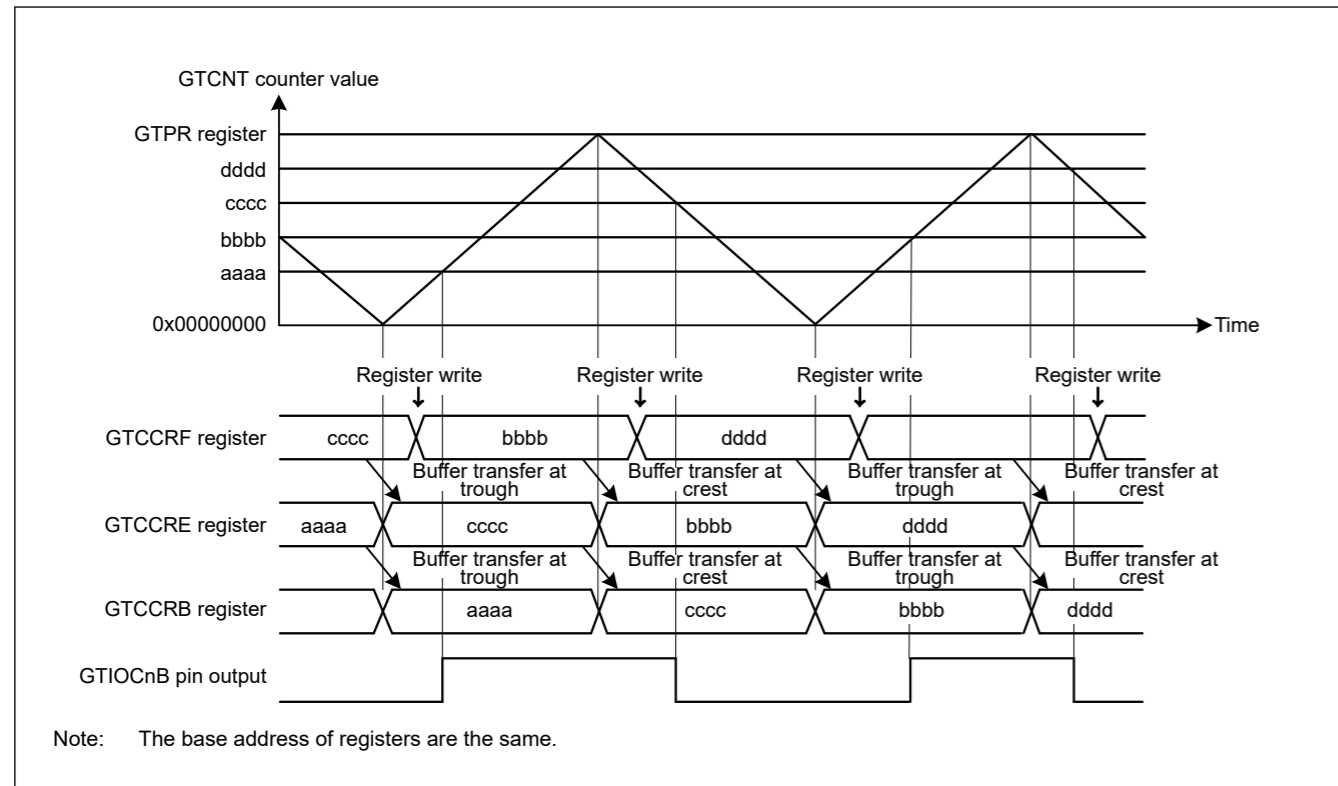 GTCNT counter value
GTPR register
dddd
cccc
bbbb
aaaa
0x00000000
Time
Register write Register write Register write Register write
GTCCRF register cccc bbbb dddd
Buffer transfer at Buffer transfer at Buffer transfer at Buffer transfer at
trough crest trough crest
GTCCRE register aaaa cccc bbbb dddd
Buffer transfer at Buffer transfer at Buffer transfer at Buffer transfer at
trough crest trough crest
GTCCRB register aaaa cccc bbbb dddd
GTIOCnB pin output
Note: The base address of registers are the same.